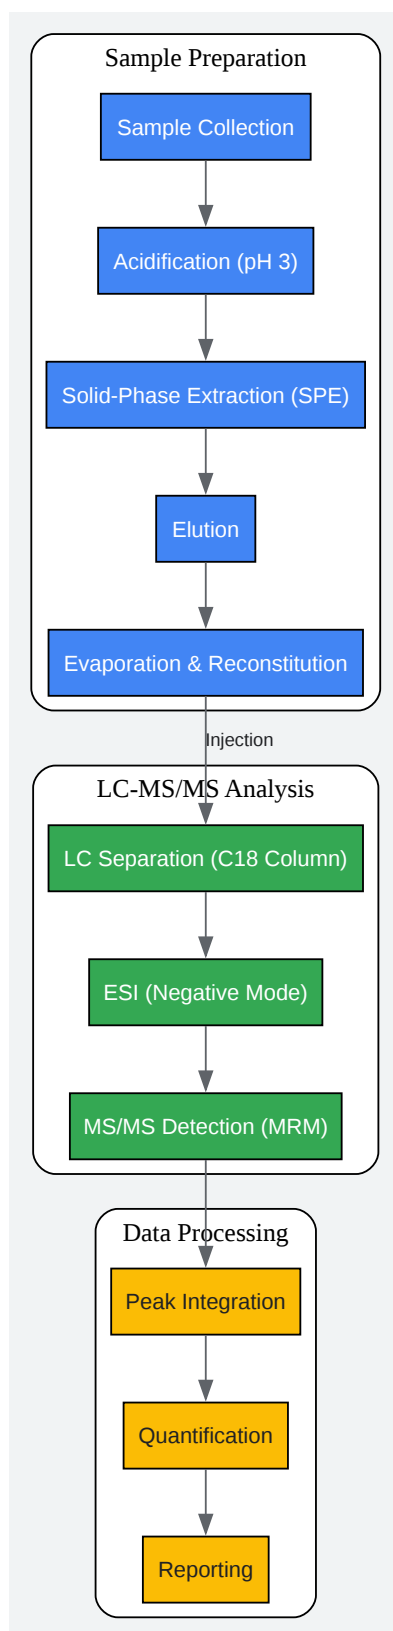 Sample Preparation
Sample Collection
Acidification (pH 3)
Solid-Phase Extraction (SPE)
Elution
Evaporation & Reconstitution
Injection
LC-MS/MS Analysis
LC Separation (C18 Column)
ESI (Negative Mode)
MS/MS Detection (MRM)
Data Processing
Peak Integration
Quantification
Reporting